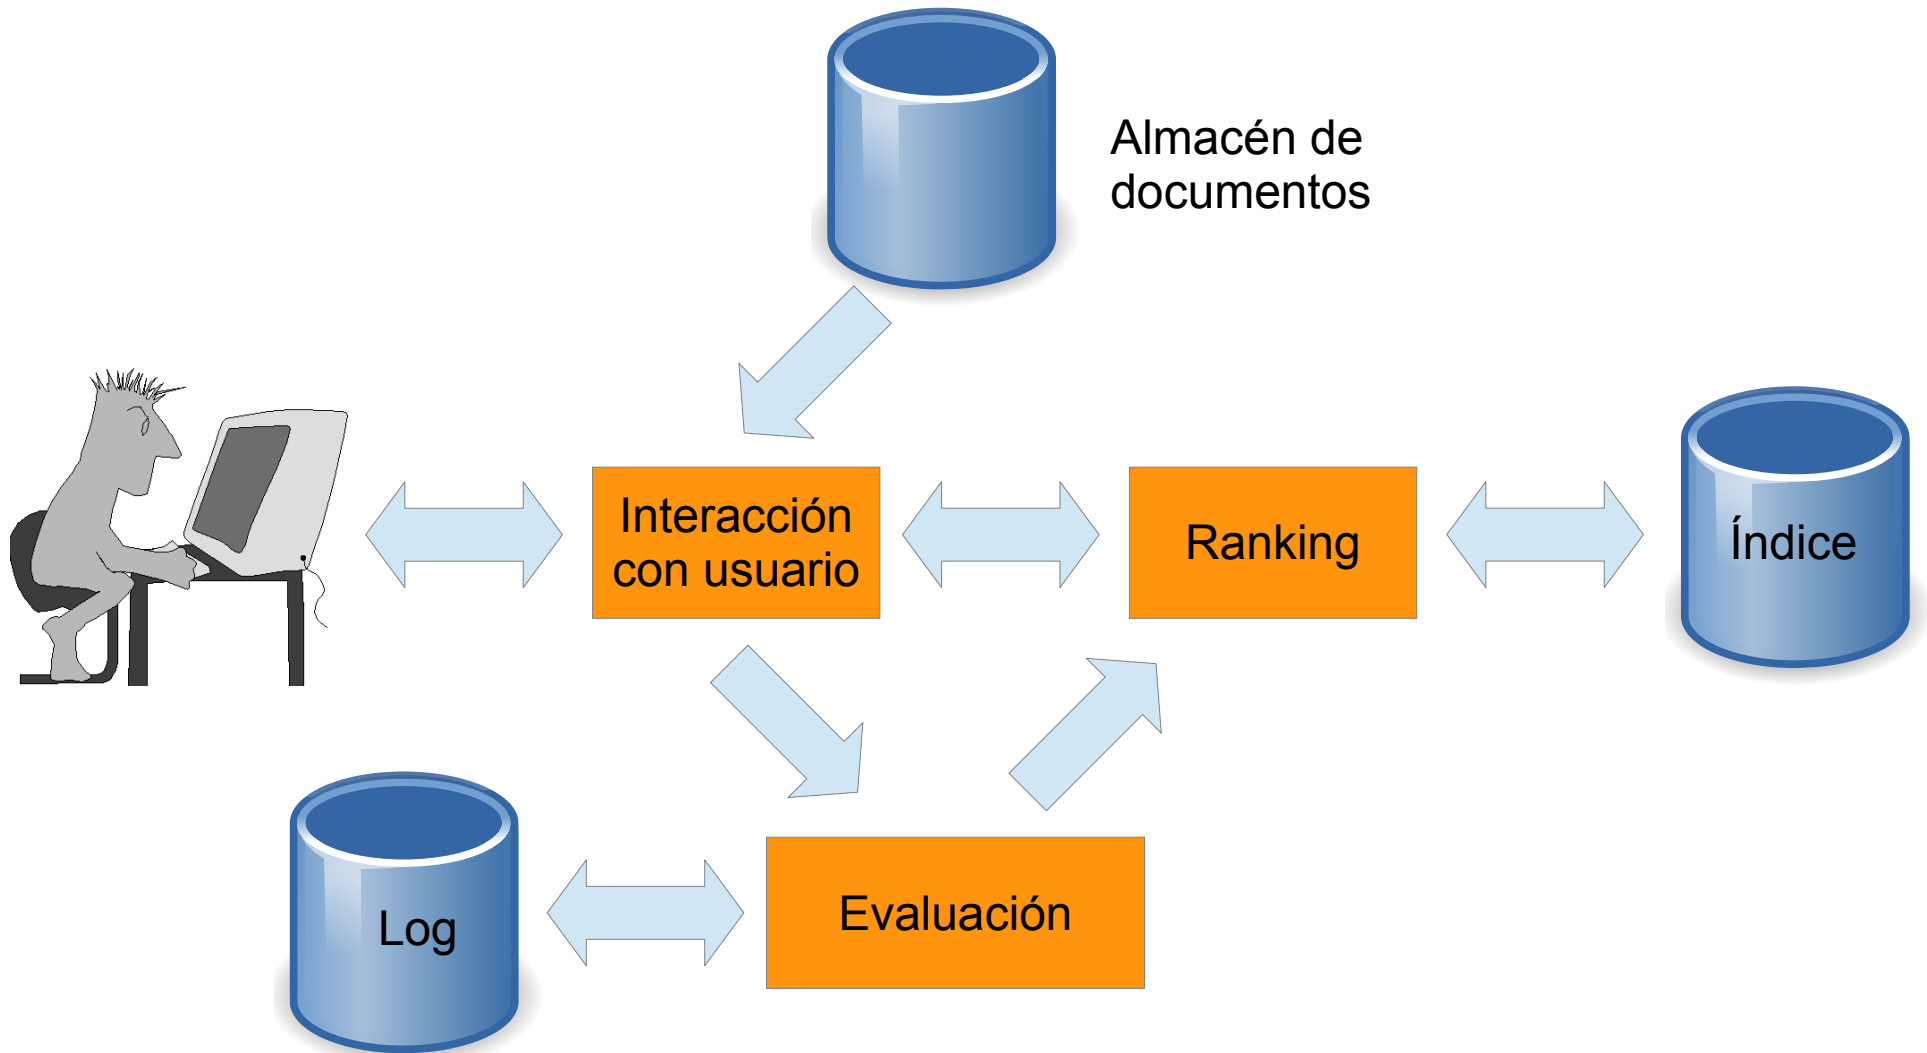 Almacén de
documentos
Interacción
con usuario
Ranking
Índice
Log
Evaluación